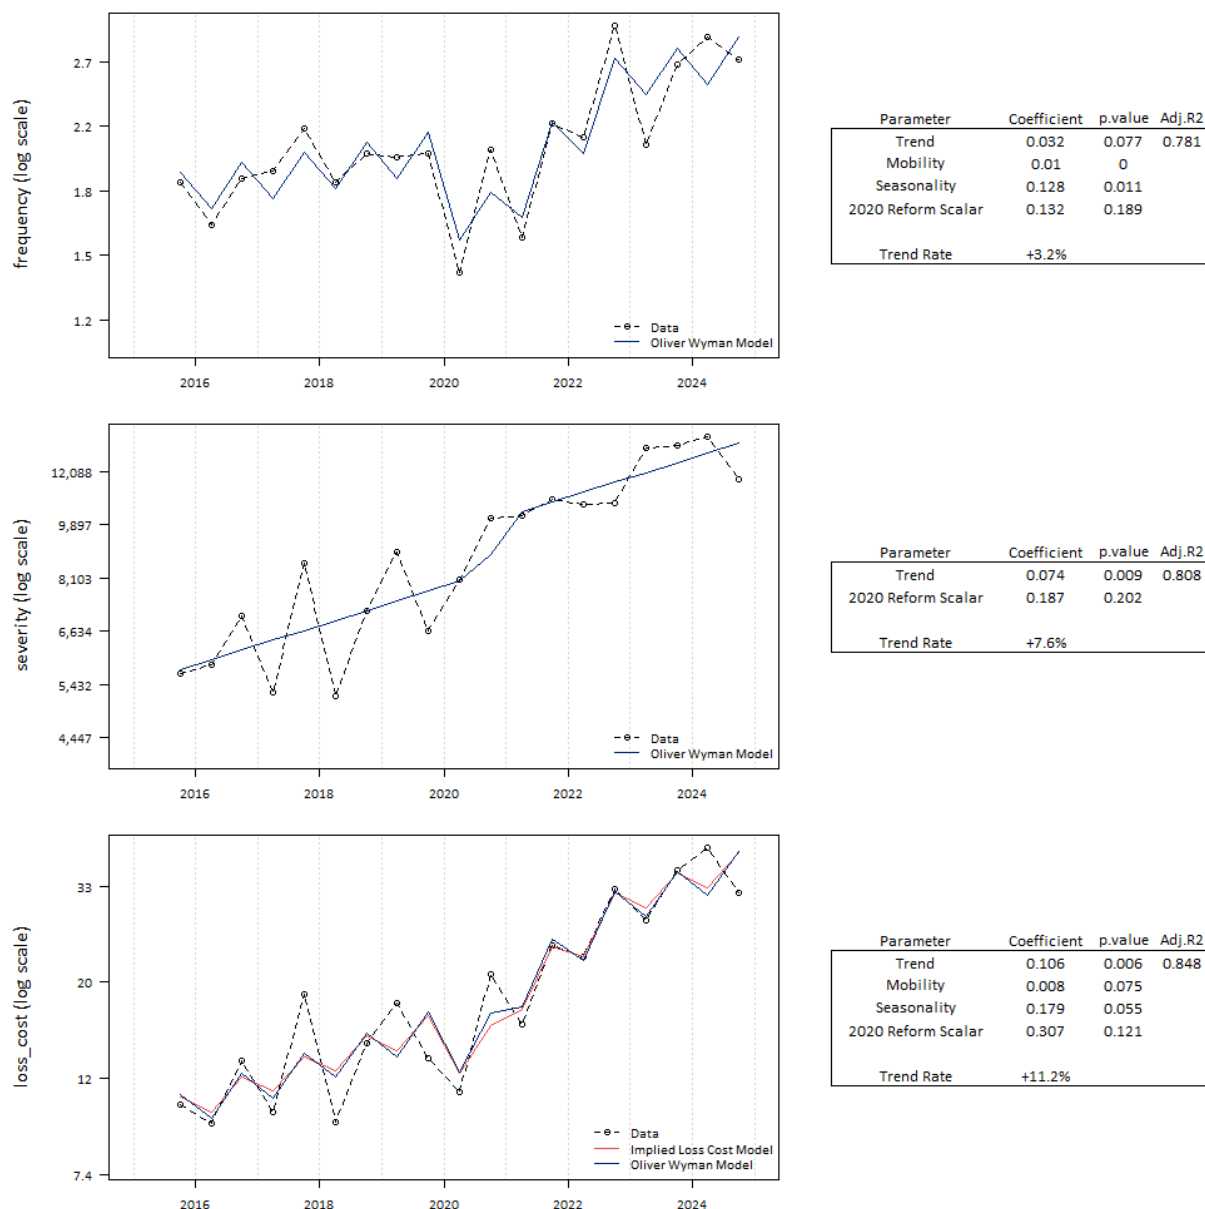 frequency (log scale)
2.7
2.2
1.8
1.5
1.2
Data
Oliver Wyman Model
2016 2018 2020 2022 2024
Parameter Coefficient p.value Adj.R2
Trend 0.032 0.077 0.781
Mobility 0.01 0
Seasonality 0.128 0.011
2020 Reform Scalar 0.132 0.189
Trend Rate +3.2%
severity (log scale)
12,088
9,897
8,103
6,634
5,432
4,447
Data
Oliver Wyman Model
2016 2018 2020 2022 2024
Parameter Coefficient p.value Adj.R2
Trend 0.074 0.009 0.808
2020 Reform Scalar 0.187 0.202
Trend Rate +7.6%
loss_cost (log scale)
33
20
12
7.4
Data
Implied Loss Cost Model
Oliver Wyman Model
2016 2018 2020 2022 2024
Parameter Coefficient p.value Adj.R2
Trend 0.106 0.006 0.848
Mobility 0.008 0.075
Seasonality 0.179 0.055
2020 Reform Scalar 0.307 0.121
Trend Rate +11.2%